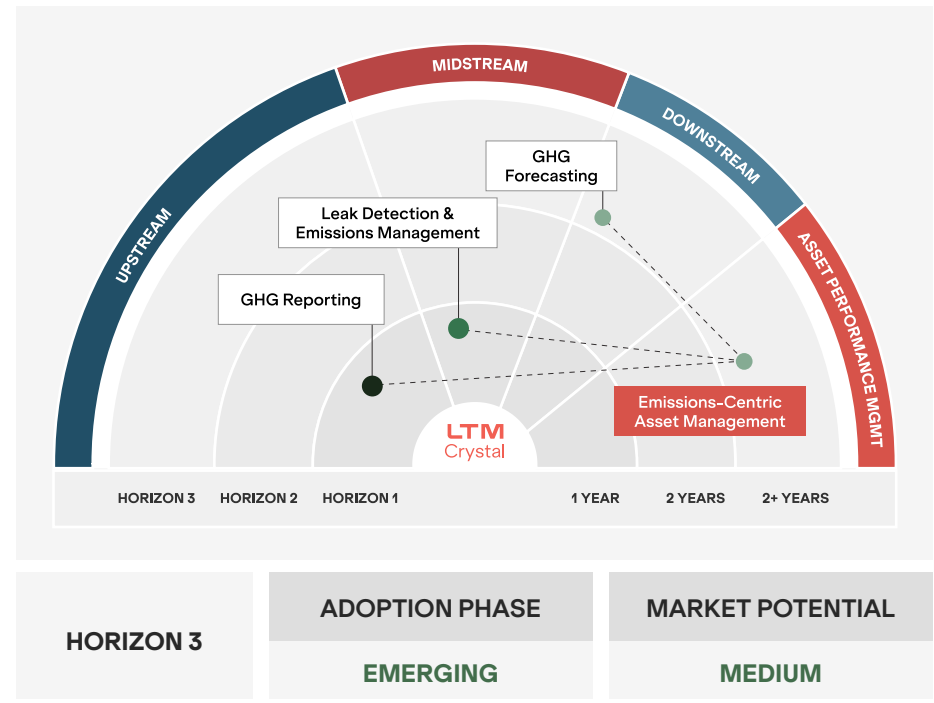 MIDSTREAM
DOWNSTREAM
UPSTREAM
ASSET PERFORMANCE MGMT
GHG
Forecasting
Leak Detection &
Emissions Management
GHG Reporting
Emissions-Centric
Asset Management
LTM
Crystal
HORIZON 3
HORIZON 2
HORIZON 1
1 YEAR
2 YEARS
2+ YEARS
HORIZON 3
ADOPTION PHASE
EMERGING
MARKET POTENTIAL
MEDIUM